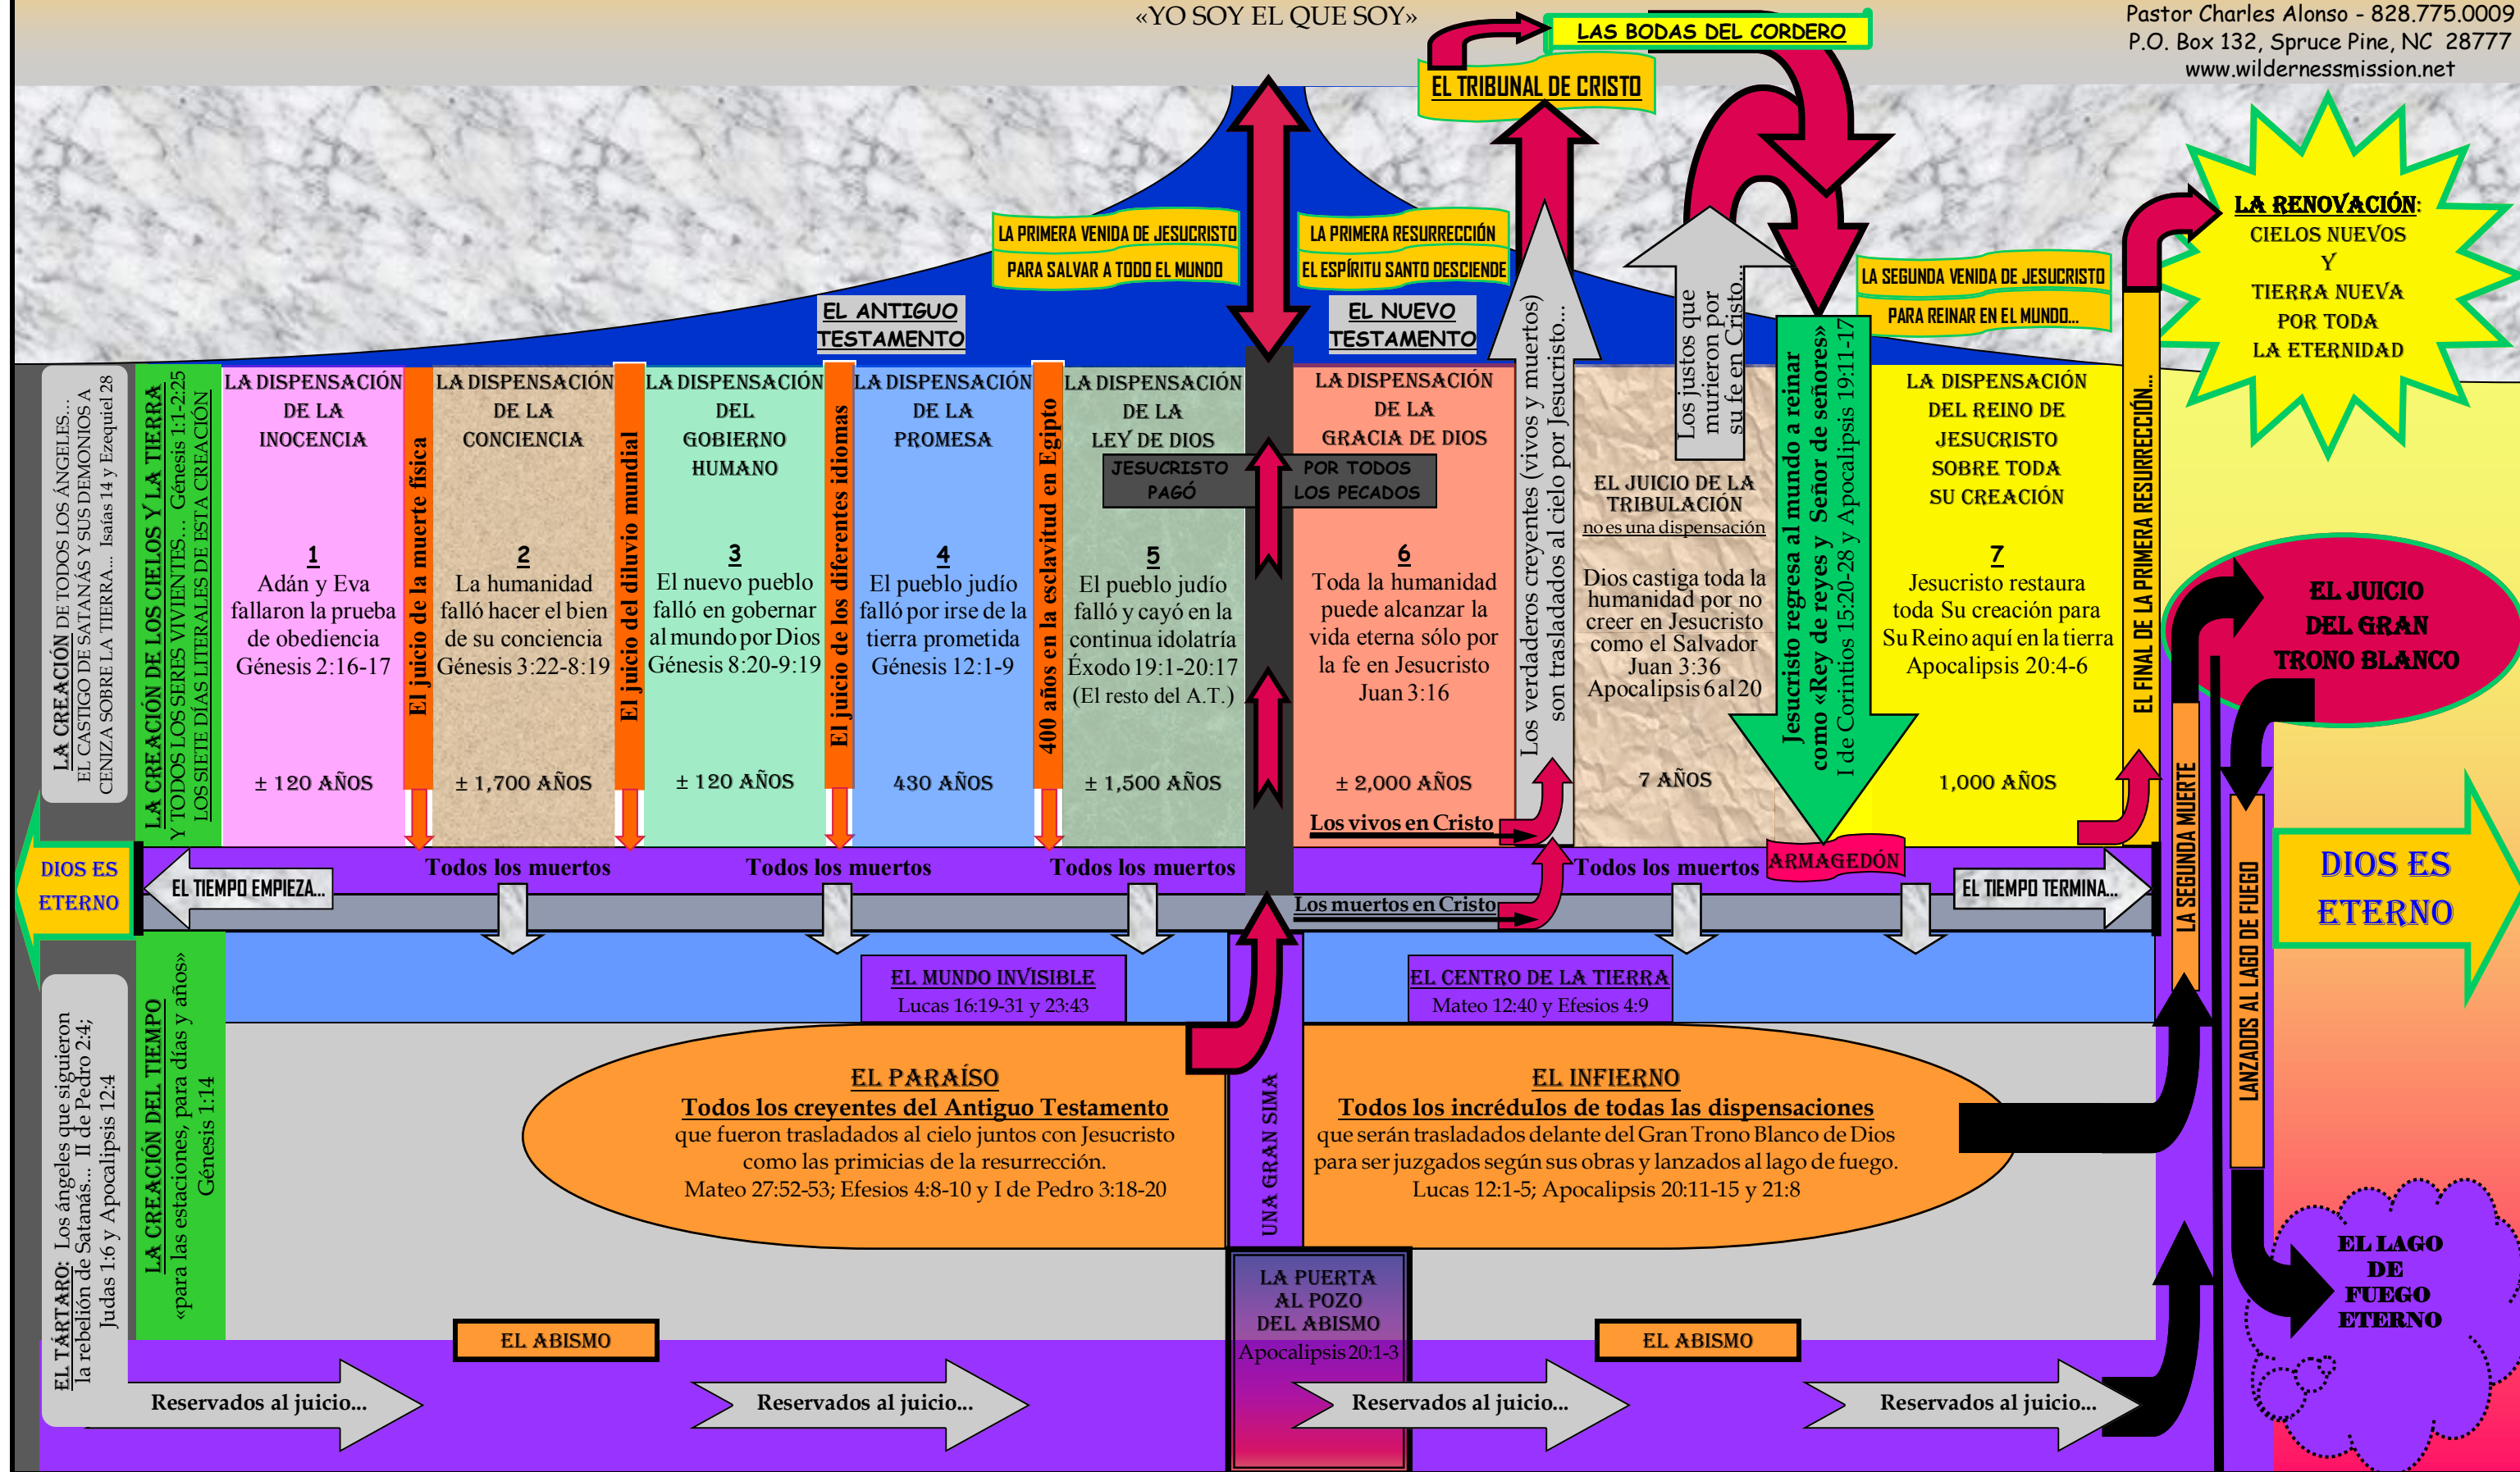 «YO SOY EL QUE SOY»
Pastor Charles Alonso - 828.775.0009
P.O. Box 132, Spruce Pine, NC 28777
www.wildernessmission.net
LAS BODAS DEL CORDERO
EL TRIBUNAL DE CRISTO
LA PRIMERA VENIDA DE JESUCRISTO
PARA SALVAR A TODO EL MUNDO
LA PRIMERA RESURRECCIÓN
EL ESPÍRITU SANTO DESCIENDE
LA SEGUNDA VENIDA DE JESUCRISTO
PARA REINAR EN EL MUNDO...
LA RENOVACIÓN:
CIELOS NUEVOS
Y
TIERRA NUEVA
POR TODA
LA ETERNIDAD
EL ANTIGUO
TESTAMENTO
EL NUEVO
TESTAMENTO
LA CREACIÓN DE TODOS LOS ÁNGELES...
EL CASTIGO DE SATANÁS Y SUS DEMONIOS A
CENIZA SOBRE LA TIERRA... Isaías 14 y Ezequiel 28
LA CREACIÓN DE LOS CIELOS Y LA TIERRA
Y TODOS LOS SERES VIVIENTES... Génesis 1:1-2:25
LOS SIETE DÍAS LITERALES DE ESTA CREACIÓN
LA DISPENSACIÓN
DE LA
INOCENCIA
1
Adán y Eva
fallaron la prueba
de obediencia
Génesis 2:16-17
± 120 AÑOS
El juicio de la muerte física
LA DISPENSACIÓN
DE LA
CONCIENCIA
2
La humanidad
falló hacer el bien
de su conciencia
Génesis 3:22-8:19
± 1,700 AÑOS
El juicio del diluvio mundial
LA DISPENSACIÓN
DEL
GOBIERNO
HUMANO
3
El nuevo pueblo
falló en gobernar
al mundo por Dios
Génesis 8:20-9:19
± 120 AÑOS
El juicio de los diferentes idiomas
LA DISPENSACIÓN
DE LA
PROMESA
4
El pueblo judío
falló por irse de la
tierra prometida
Génesis 12:1-9
430 AÑOS
400 años en la esclavitud en Egipto
LA DISPENSACIÓN
DE LA
LEY DE DIOS
JESUCRISTO
PAGÓ
POR TODOS
LOS PECADOS
5
El pueblo judío
falló y cayó en la
continua idolatría
Éxodo 19:1-20:17
(El resto del A.T.)
± 1,500 AÑOS
LA DISPENSACIÓN
DE LA
GRACIA DE DIOS
6
Toda la humanidad
puede alcanzar la
vida eterna sólo por
la fe en Jesucristo
Juan 3:16
± 2,000 AÑOS
Los vivos en Cristo
Los verdaderos creyentes (vivos y muertos)
son trasladados al cielo por Jesucristo...
Los justos que
murieron por
su fe en Cristo...
EL JUICIO DE LA
TRIBULACIÓN
no es una dispensación
Dios castiga toda la
humanidad por no
creer en Jesucristo
como el Salvador
Juan 3:36
Apocalipsis 6 al 20
7 AÑOS
Jesucristo regresa al mundo a reinar
como «Rey de reyes y Señor de señores»
I de Corintios 15:20-28 y Apocalipsis 19:11-17
LA DISPENSACIÓN
DEL REINO DE
JESUCRISTO
SOBRE TODA
SU CREACIÓN
7
Jesucristo restaura
toda Su creación para
Su Reino aquí en la tierra
Apocalipsis 20:4-6
1,000 AÑOS
EL FINAL DE LA PRIMERA RESURRECCIÓN...
EL JUICIO
DEL GRAN
TRONO BLANCO
LA SEGUNDA MUERTE
LANZADOS AL LAGO DE FUEGO
DIOS ES
ETERNO
EL TIEMPO EMPIEZA...
Todos los muertos
Todos los muertos
Todos los muertos
Los muertos en Cristo
Todos los muertos
ARMAGEDÓN
EL TIEMPO TERMINA...
DIOS ES
ETERNO
EL TÁRTARO: Los ángeles que siguieron
la rebelión de Satanás... II de Pedro 2:4;
Judas 1:6 y Apocalipsis 12:4
LA CREACIÓN DEL TIEMPO
«para las estaciones, para días y años»
Génesis 1:14
EL MUNDO INVISIBLE
Lucas 16:19-31 y 23:43
EL CENTRO DE LA TIERRA
Mateo 12:40 y Efesios 4:9
EL PARAÍSO
Todos los creyentes del Antiguo Testamento
que fueron trasladados al cielo juntos con Jesucristo
como las primicias de la resurrección.
Mateo 27:52-53; Efesios 4:8-10 y I de Pedro 3:18-20
UNA GRAN SIMA
EL INFIERNO
Todos los incrédulos de todas las dispensaciones
que serán trasladados delante del Gran Trono Blanco de Dios
para ser juzgados según sus obras y lanzados al lago de fuego.
Lucas 12:1-5; Apocalipsis 20:11-15 y 21:8
LA PUERTA
AL POZO
DEL ABISMO
Apocalipsis 20:1-3
EL ABISMO
EL ABISMO
EL LAGO
DE
FUEGO
ETERNO
Reservados al juicio...
Reservados al juicio...
Reservados al juicio...
Reservados al juicio...